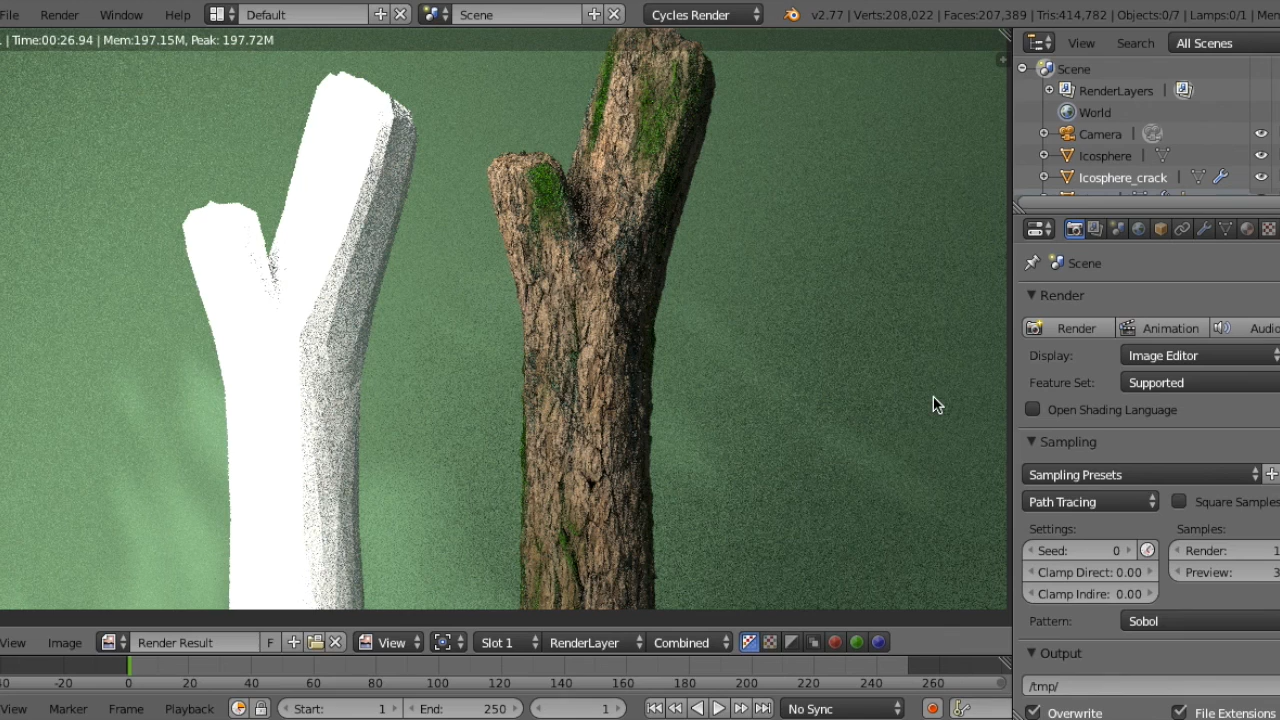 File Render Window Help Default Scene Cycles Render v2.77 | Verts:208,022 | Faces:207,389 | Tris:414,782 | Objects:0/7 | Lamps:0/1 |
| Time:00:26.94 | Mem:197.15M, Peak: 197.72M
View Search All Scenes
Scene
RenderLayers
World
Camera
Icosphere
Icosphere_crack
Scene
Render
Render Animation Audio
Display: Image Editor
Feature Set: Supported
Open Shading Language
Sampling
Sampling Presets
Path Tracing Square Samples
Settings: Samples:
Seed: 0 Render: 1
Clamp Direct: 0.00 Preview: 3
Clamp Indire: 0.00
Pattern: Sobol
Output
/tmp/
Overwrite File Extensions
View Image Render Result F View Slot 1 RenderLayer Combined
-20 0 20 40 60 80 100 120 140 160 180 200 220 240 260
View Marker Frame Playback Start: 1 End: 250 1 No Sync